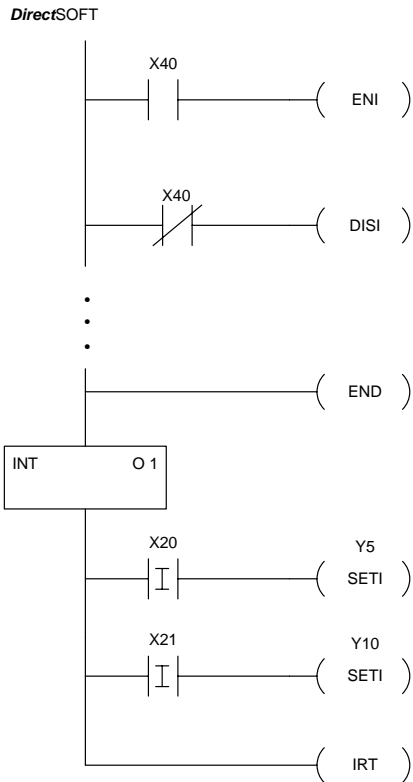 DirectSOFT
X40
ENI
X40
DISI
END
INT O 1
X20 Y5
I SETI
X21 Y10
I SETI
IRT